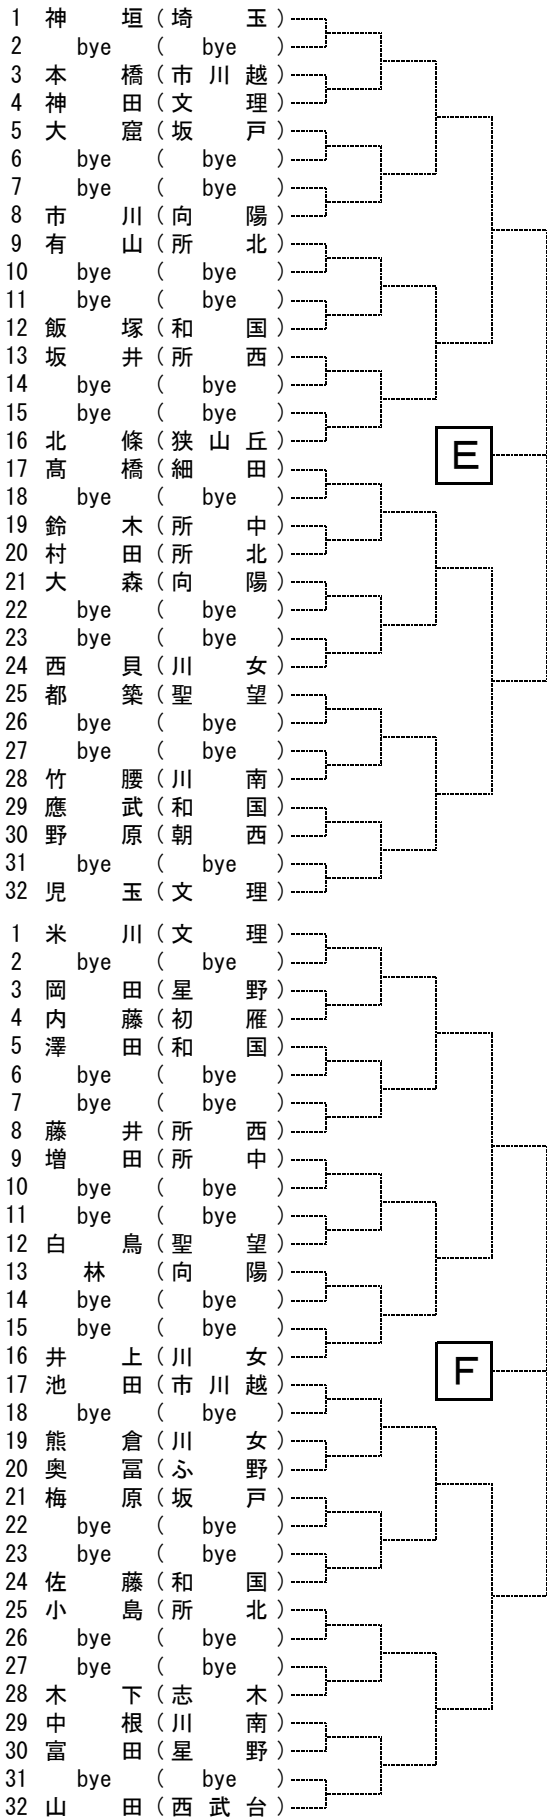 1 神垣（埼玉）
2 bye （ bye ）
3 本橋（市川越）
4 神田（文理）
5 大窟（坂戸）
6 bye （ bye ）
7 bye （ bye ）
8 市川（向陽）
9 有山（所北）
10 bye （ bye ）
11 bye （ bye ）
12 飯塚（和国）
13 坂井（所西）
14 bye （ bye ）
15 bye （ bye ）
16 北條（狭山丘）
E
17 髙橋（細田）
18 bye （ bye ）
19 鈴木（所中）
20 村田（所北）
21 大森（向陽）
22 bye （ bye ）
23 bye （ bye ）
24 西貝（川女）
25 都築（聖望）
26 bye （ bye ）
27 bye （ bye ）
28 竹腰（川南）
29 應武（和国）
30 野原（朝西）
31 bye （ bye ）
32 児玉（文理）
1 米川（文理）
2 bye （ bye ）
3 岡田（星野）
4 内藤（初雁）
5 澤田（和国）
6 bye （ bye ）
7 bye （ bye ）
8 藤井（所西）
9 増田（所中）
10 bye （ bye ）
11 bye （ bye ）
12 白鳥（聖望）
13 林（向陽）
14 bye （ bye ）
15 bye （ bye ）
16 井上（川女）
F
17 池田（市川越）
18 bye （ bye ）
19 熊倉（川女）
20 奥冨（ふ野）
21 梅原（坂戸）
22 bye （ bye ）
23 bye （ bye ）
24 佐藤（和国）
25 小島（所北）
26 bye （ bye ）
27 bye （ bye ）
28 木下（志木）
29 中根（川南）
30 富田（星野）
31 bye （ bye ）
32 山田（西武台）